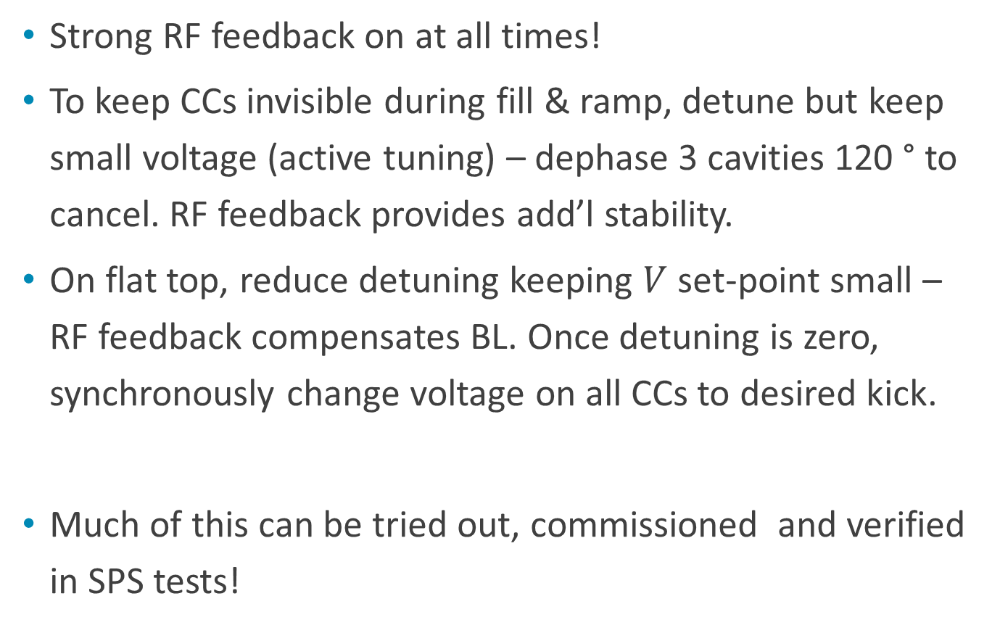 • Strong RF feedback on at all times!
• To keep CCs invisible during fill & ramp, detune but keep
small voltage (active tuning) – dephase 3 cavities 120 ° to
cancel. RF feedback provides add’l stability.
• On flat top, reduce detuning keeping V set-point small –
RF feedback compensates BL. Once detuning is zero,
synchronously change voltage on all CCs to desired kick.
• Much of this can be tried out, commissioned  and verified
in SPS tests!